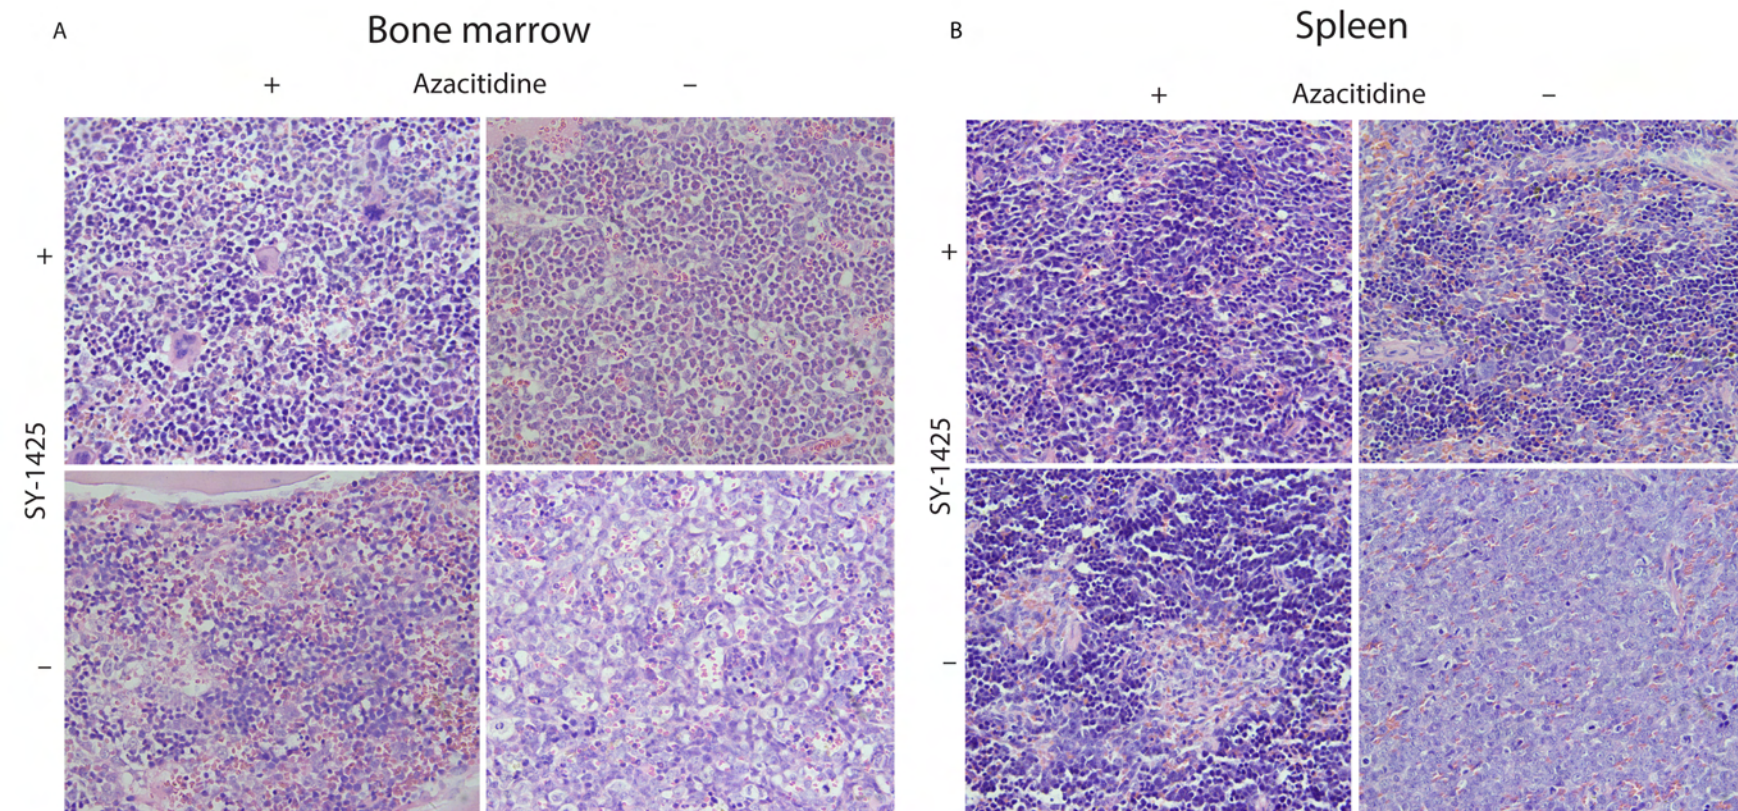 A
Bone marrow
+
Azacitidine
–
+
SY-1425
–
B
Spleen
+
Azacitidine
–
+
SY-1425
–